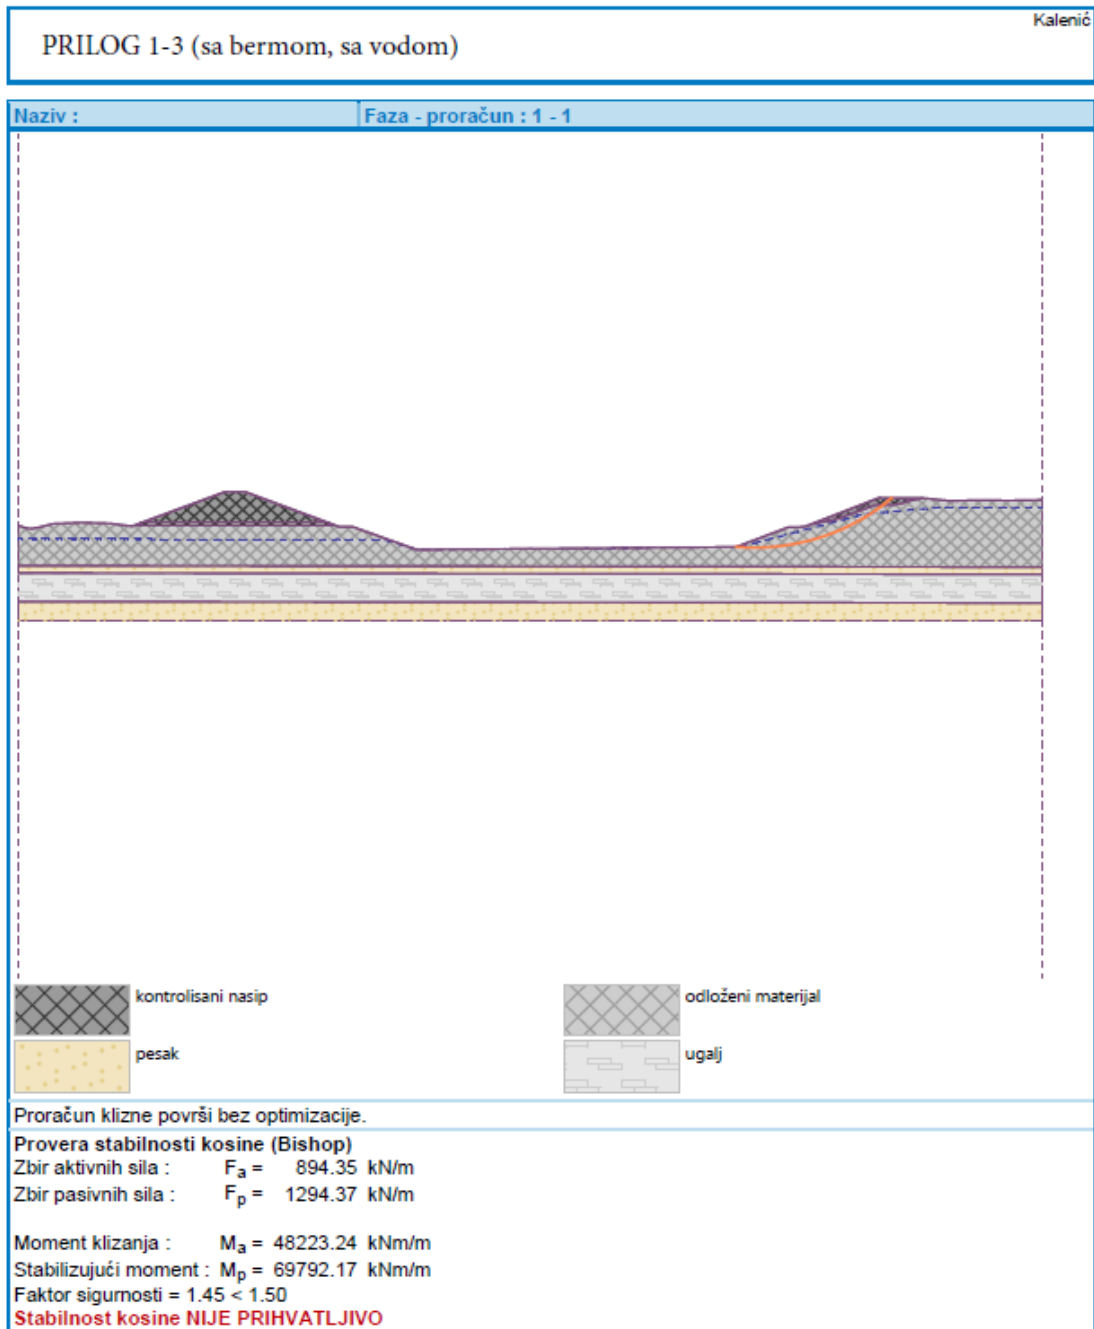 Kalenić
PRILOG 1-3 (sa bermom, sa vodom)
Naziv : Faza - proračun : 1 - 1
kontrolisani nasip odloženi materijal
pesak ugalj
Proračun klizne površi bez optimizacije.
Provera stabilnosti kosine (Bishop)
Zbir aktivnih sila : Fa = 894.35 kN/m
Zbir pasivnih sila : Fp = 1294.37 kN/m
Moment klizanja : Ma = 48223.24 kNm/m
Stabilizujući moment : Mp = 69792.17 kNm/m
Faktor sigurnosti = 1.45 < 1.50
Stabilnost kosine NIJE PRIHVATLJIVO